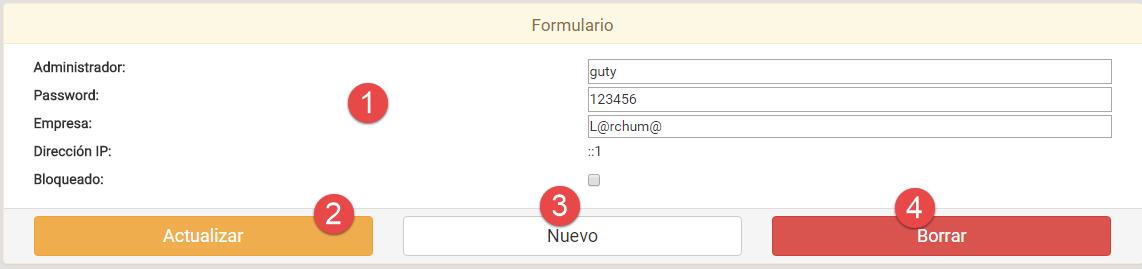 Formulario
Administrador: guty
Password: 123456
1
Empresa: L@rchum@
Dirección IP: ::1
Bloqueado:
2 3 4
Actualizar Nuevo Borrar